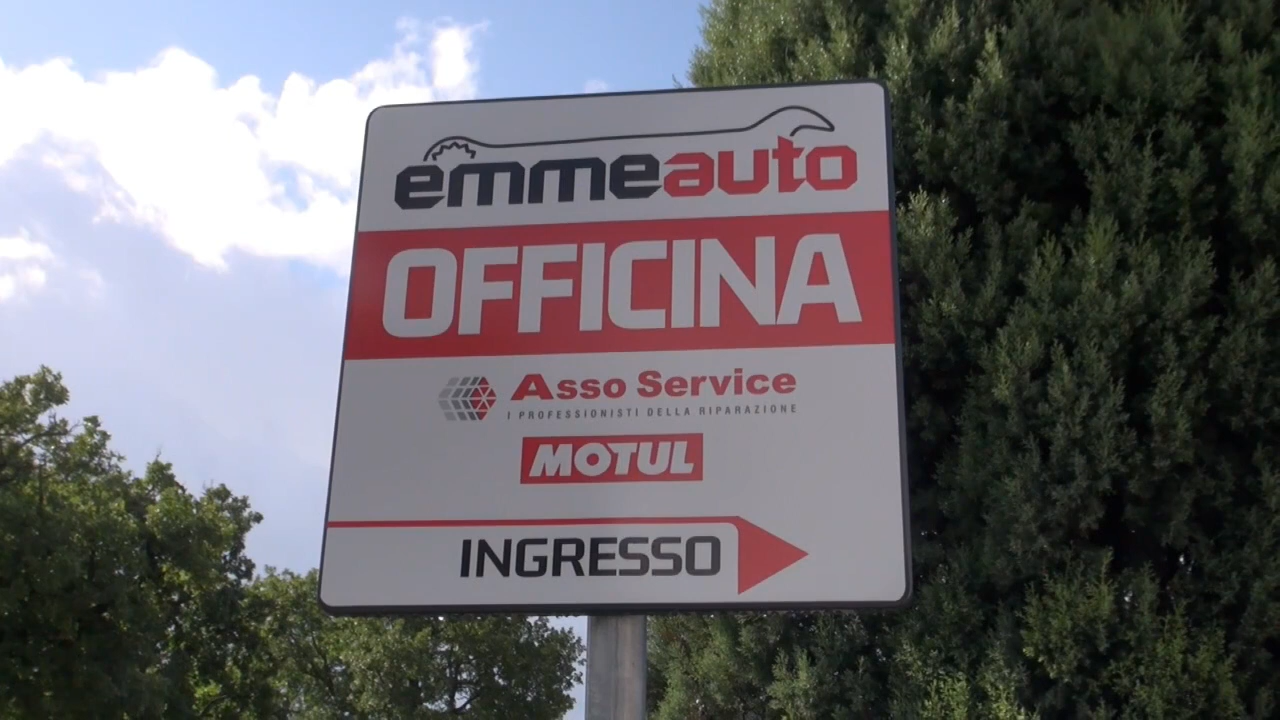 emmeauto
OFFICINA
Asso Service
I PROFESSIONISTI DELLA RIPARAZIONE
MOTUL
INGRESSO